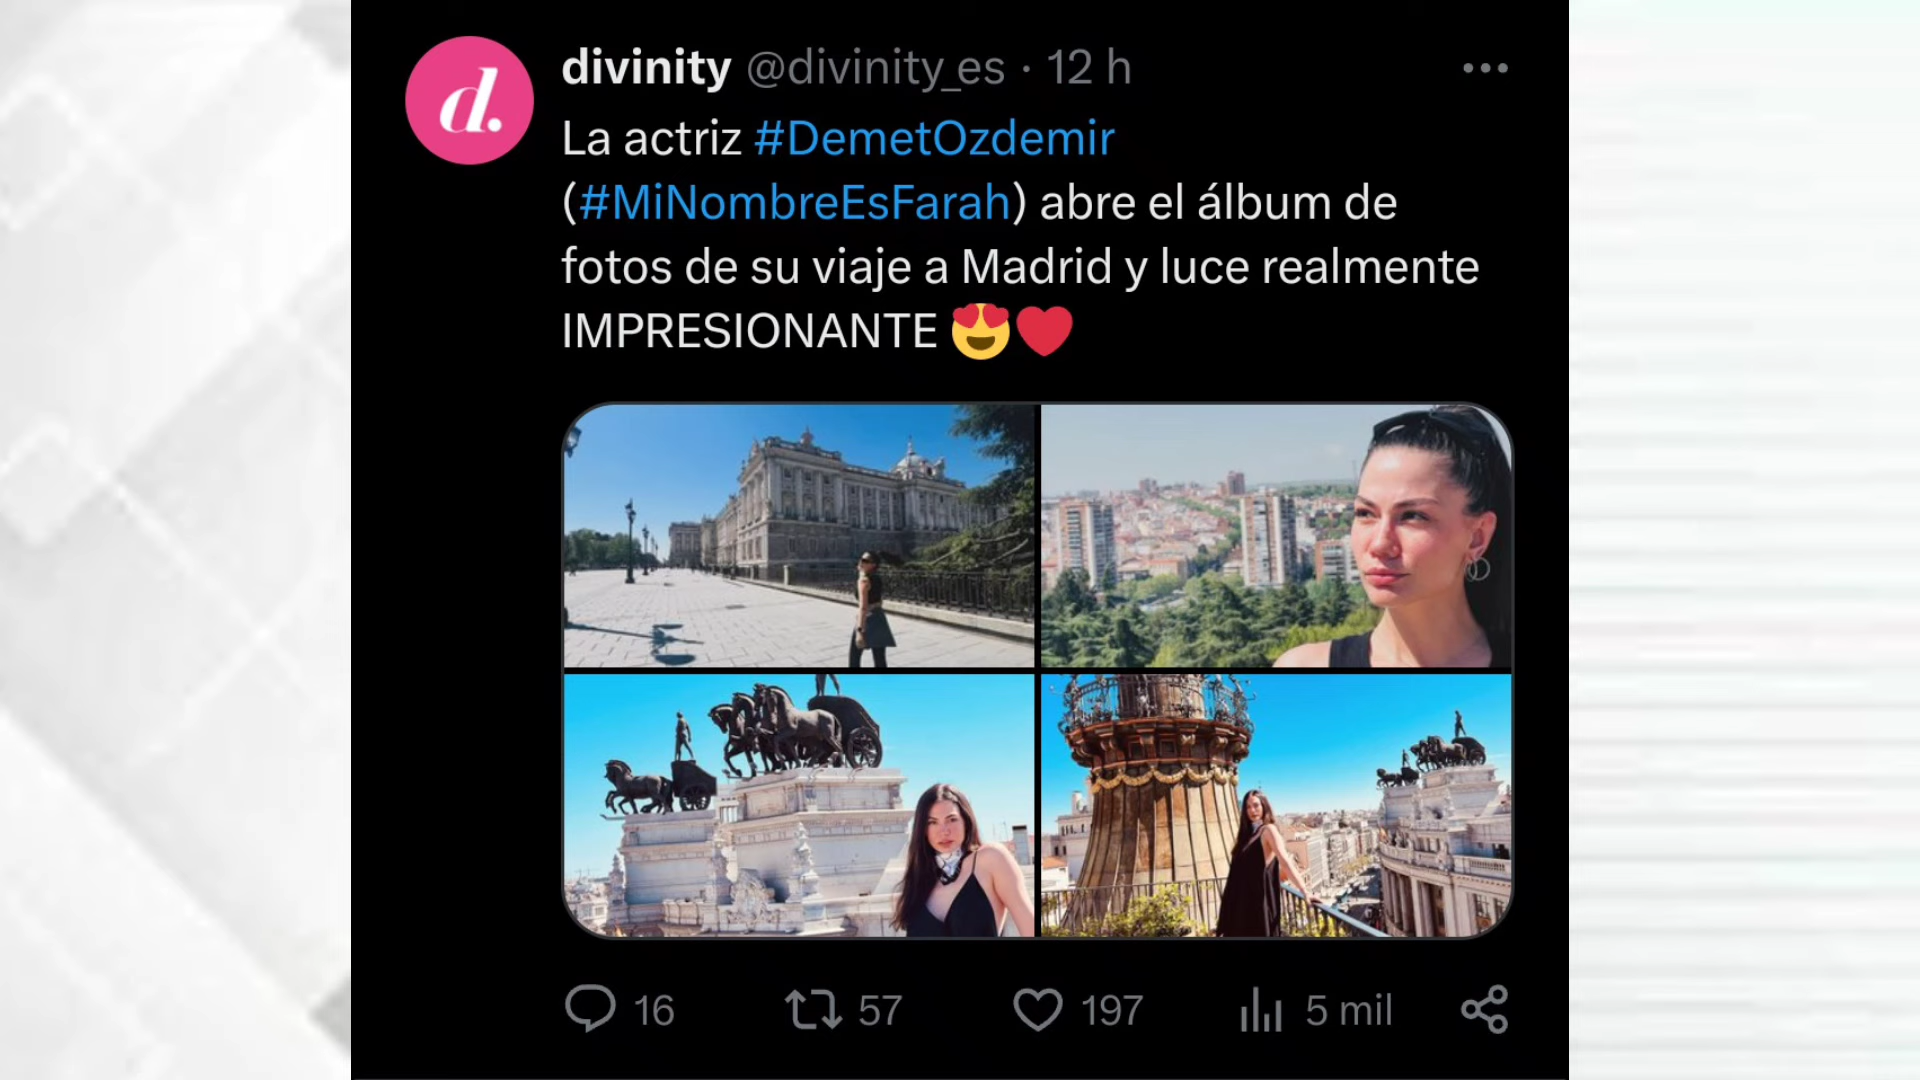 d.
divinity @divinity_es · 12 h
La actriz #DemetOzdemir
(#MiNombreEsFarah) abre el álbum de
fotos de su viaje a Madrid y luce realmente
IMPRESIONANTE 😍❤️
16 57 197 5 mil